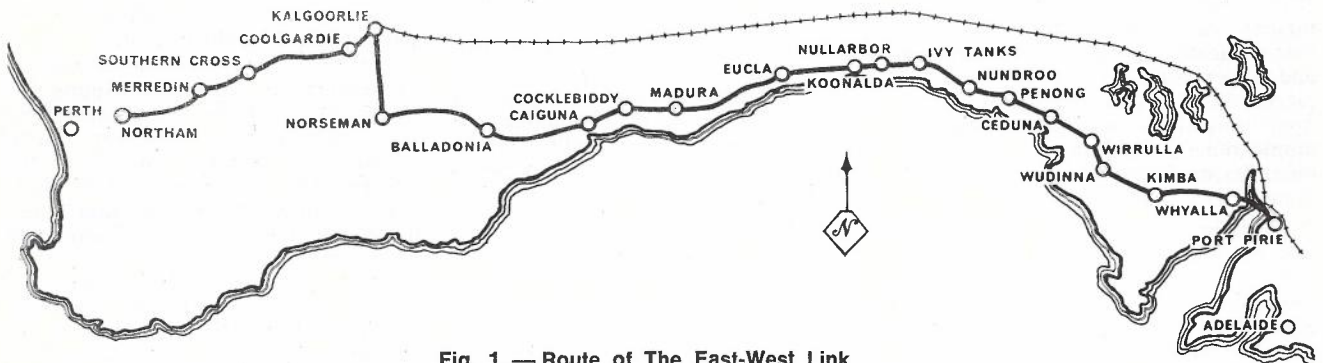 KALGOORLIE
COOLGARDIE
SOUTHERN CROSS
MERREDIN
PERTH
NORTHAM
NORSEMAN
BALLADONIA
COCKLEBIDDY
CAIGUNA
MADURA
EUCLA
NULLARBOR
KOONALDA
IVY TANKS
NUNDROO
PENONG
CEDUNA
WIRRULLA
WUDINNA
KIMBA
WHYALLA
PORT PIRIE
ADELAIDE
N
Fig. 1 — Route of The East-West Link